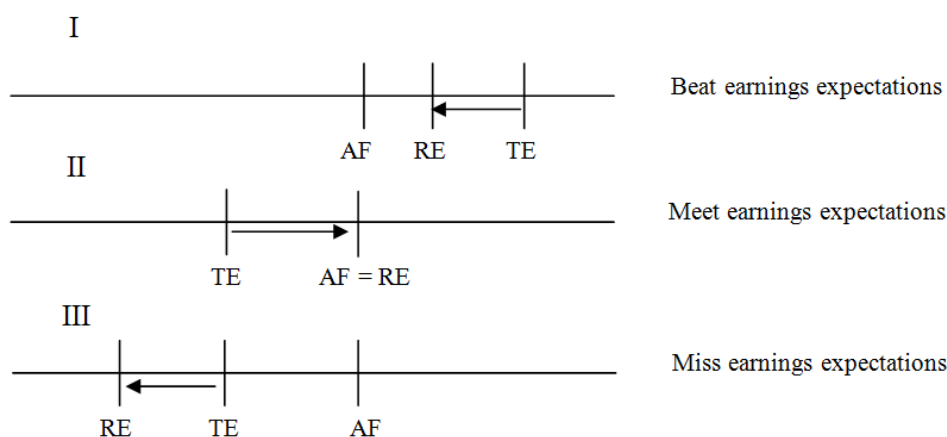 I
Beat earnings expectations
AF RE TE
II
Meet earnings expectations
TE AF = RE
III
Miss earnings expectations
RE TE AF